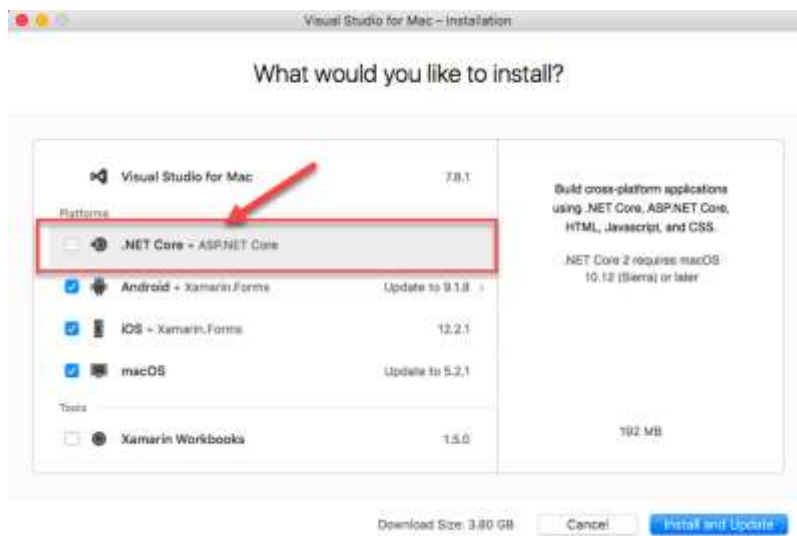 Visual Studio for Mac – Installation
What would you like to install?
Visual Studio for Mac 7.8.1
Platforms
.NET Core + ASP.NET Core
Android + Xamarin.Forms Update to 9.1.8
iOS + Xamarin.Forms 12.2.1
macOS Update to 5.2.1
Tools
Xamarin Workbooks 1.5.0
Build cross-platform applications
using .NET Core, ASP.NET Core,
HTML, Javascript, and CSS.
.NET Core 2 requires macOS
10.12 (Sierra) or later
192 MB
Download Size: 3.80 GB Cancel Install and Update